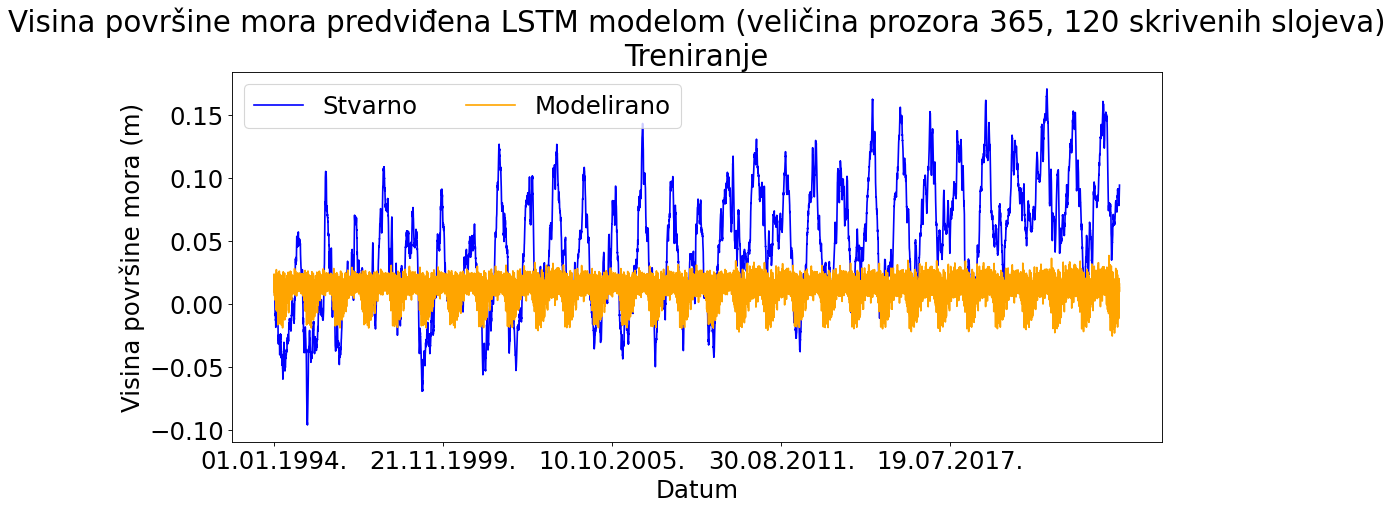 Visina površine mora predviđena LSTM modelom (veličina prozora 365, 120 skrivenih slojeva)
Treniranje
Stvarno Modelirano
Visina površine mora (m)
0.15
0.10
0.05
0.00
−0.05
−0.10
01.01.1994. 21.11.1999. 10.10.2005. 30.08.2011. 19.07.2017.
Datum